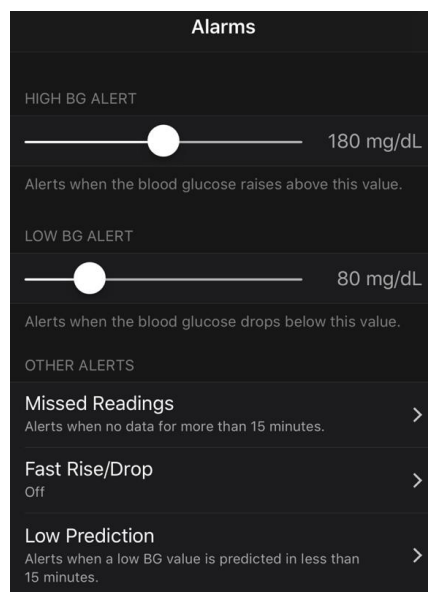 Alarms
HIGH BG ALERT
180 mg/dL
Alerts when the blood glucose raises above this value.
LOW BG ALERT
80 mg/dL
Alerts when the blood glucose drops below this value.
OTHER ALERTS
Missed Readings
Alerts when no data for more than 15 minutes.
Fast Rise/Drop
Off
Low Prediction
Alerts when a low BG value is predicted in less than
15 minutes.